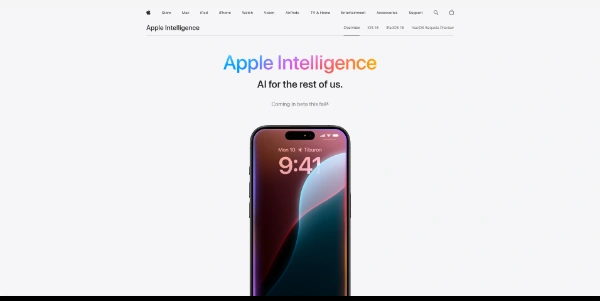 Store Mac iPad iPhone Watch Vision AirPods TV & Home Entertainment Accessories Support
Apple Intelligence
Overview iOS 18 iPadOS 18 macOS Sequoia Preview
Apple Intelligence
AI for the rest of us.
Coming in beta this fall
Mon 10 Tiburon
9:41